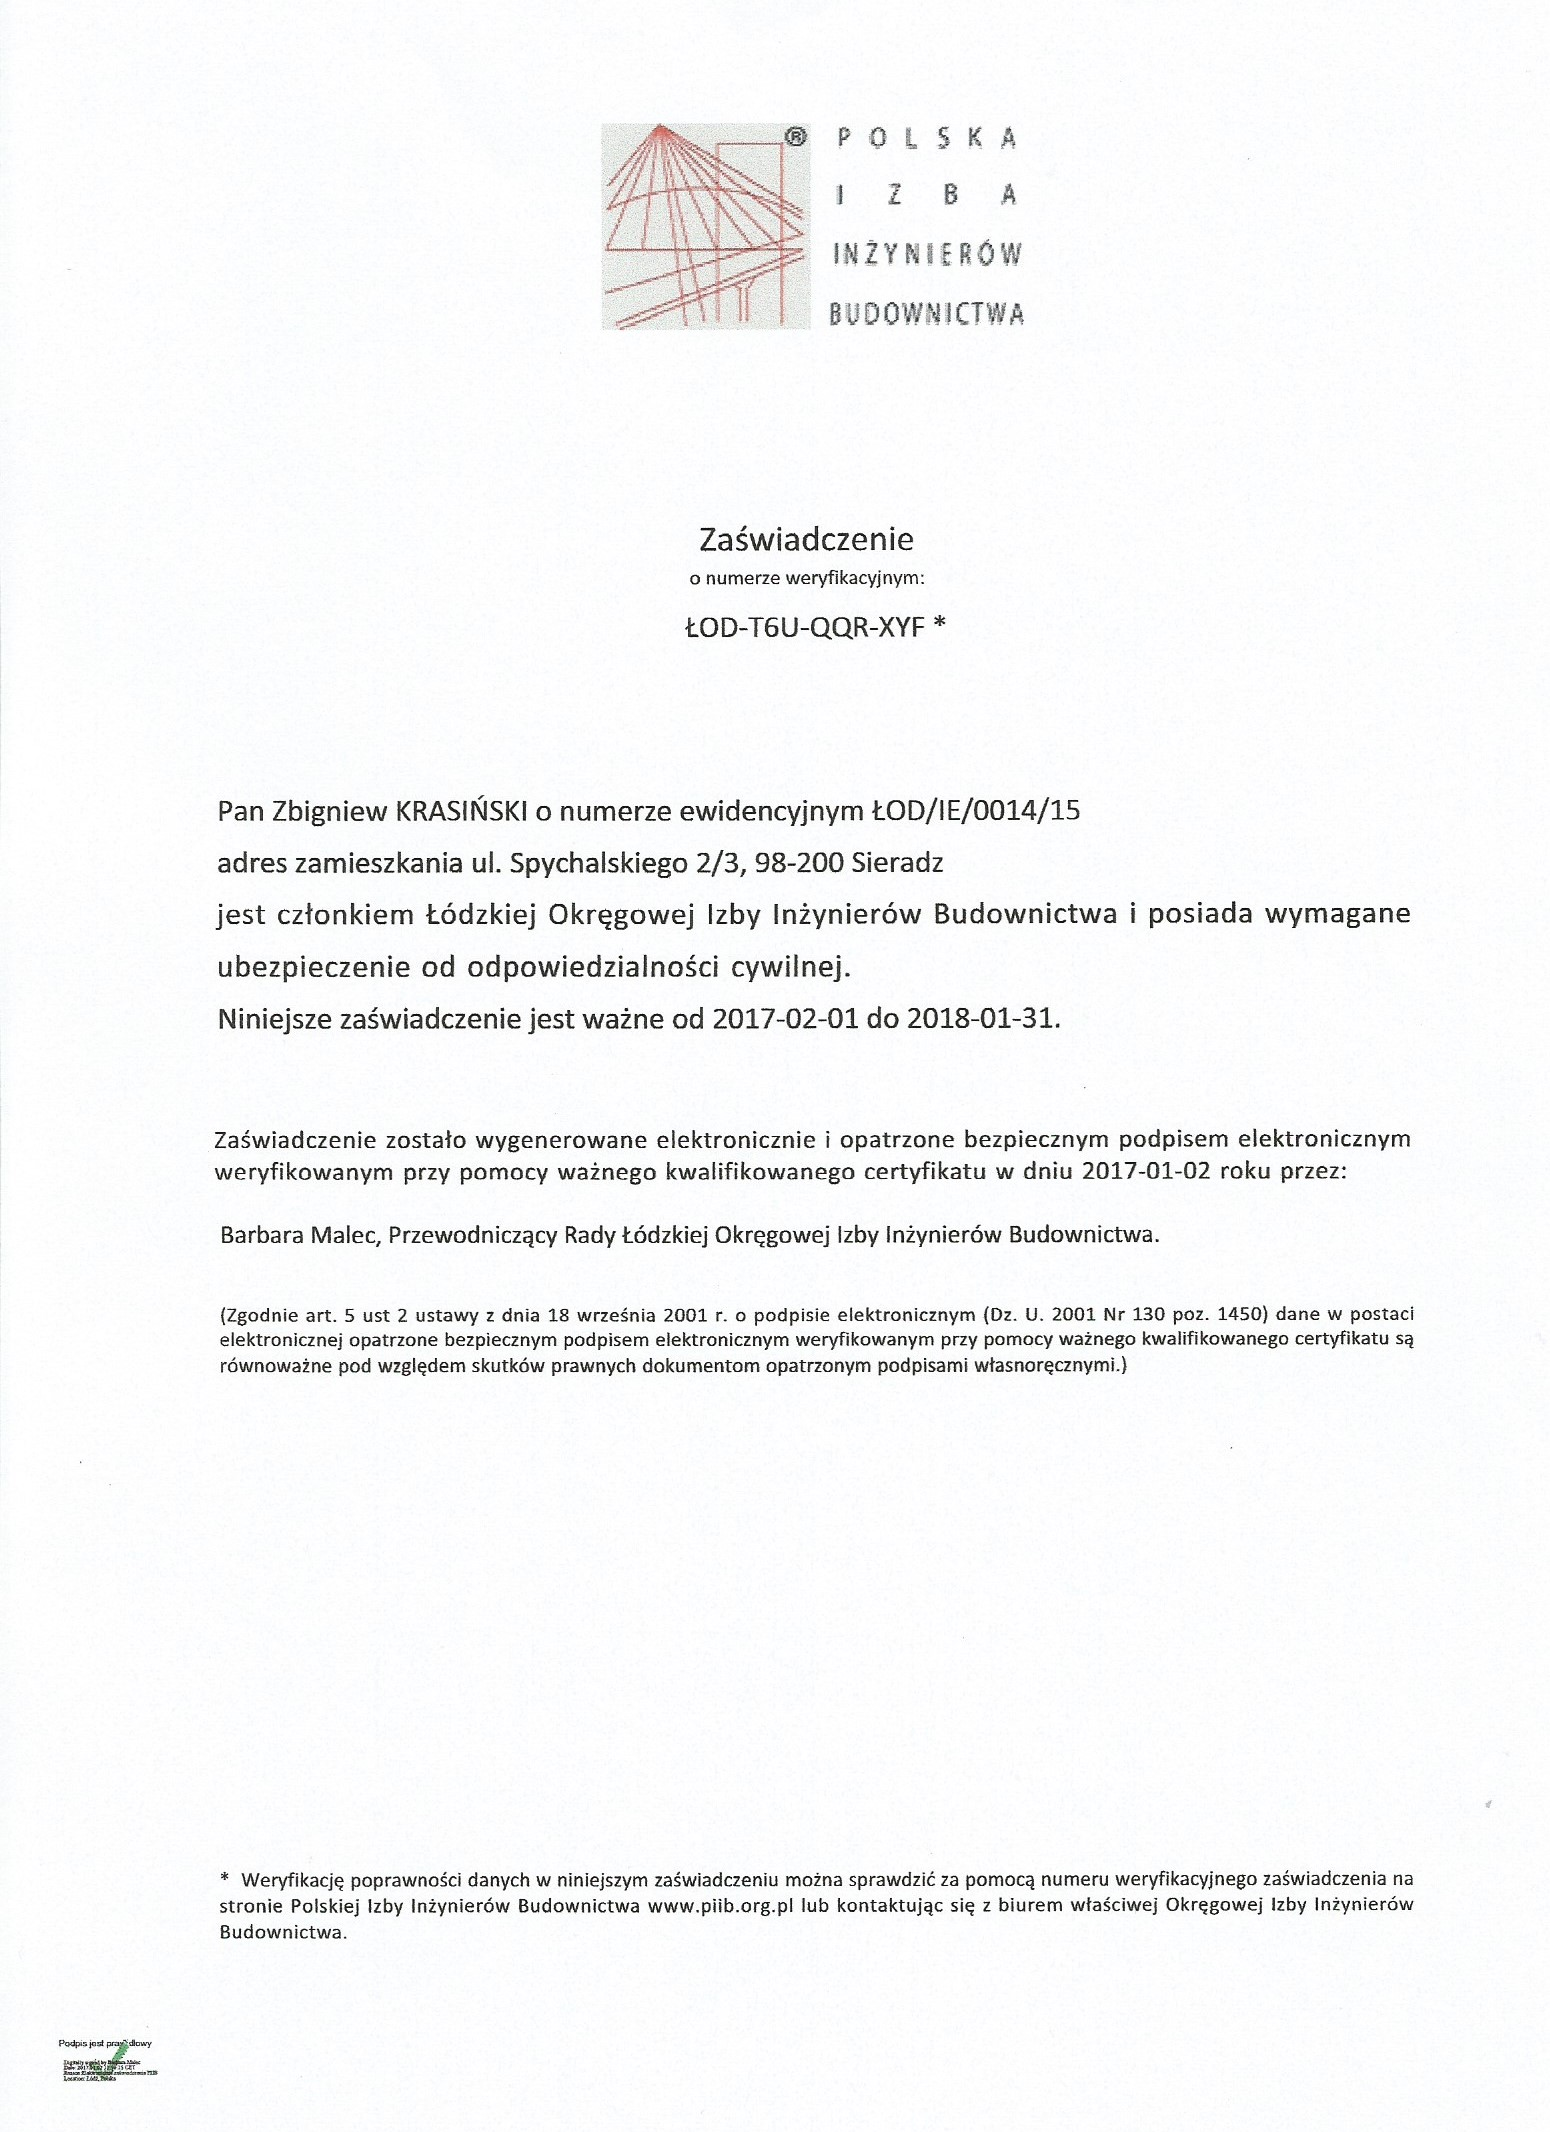 ®
POLSKA
IZBA
INŻYNIERÓW
BUDOWNICTWA
Zaświadczenie
o numerze weryfikacyjnym:
ŁOD-T6U-QQR-XYF *
Pan Zbigniew KRASIŃSKI o numerze ewidencyjnym ŁOD/IE/0014/15
adres zamieszkania ul. Spychalskiego 2/3, 98-200 Sieradz
jest członkiem Łódzkiej Okręgowej Izby Inżynierów Budownictwa i posiada wymagane
ubezpieczenie od odpowiedzialności cywilnej.
Niniejsze zaświadczenie jest ważne od 2017-02-01 do 2018-01-31.
Zaświadczenie zostało wygenerowane elektronicznie i opatrzone bezpiecznym podpisem elektronicznym
weryfikowanym przy pomocy ważnego kwalifikowanego certyfikatu w dniu 2017-01-02 roku przez:
Barbara Malec, Przewodniczący Rady Łódzkiej Okręgowej Izby Inżynierów Budownictwa.
(Zgodnie art. 5 ust 2 ustawy z dnia 18 września 2001 r. o podpisie elektronicznym (Dz. U. 2001 Nr 130 poz. 1450) dane w postaci
elektronicznej opatrzone bezpiecznym podpisem elektronicznym weryfikowanym przy pomocy ważnego kwalifikowanego certyfikatu są
równoważne pod względem skutków prawnych dokumentom opatrzonym podpisami własnoręcznymi.)
* Weryfikację poprawności danych w niniejszym zaświadczeniu można sprawdzić za pomocą numeru weryfikacyjnego zaświadczenia na
stronie Polskiej Izby Inżynierów Budownictwa www.piib.org.pl lub kontaktując się z biurem właściwej Okręgowej Izby Inżynierów
Budownictwa.
Podpis jest prawidłowy
Digitally signed by Barbara Malec
Location: Łódź, Polska